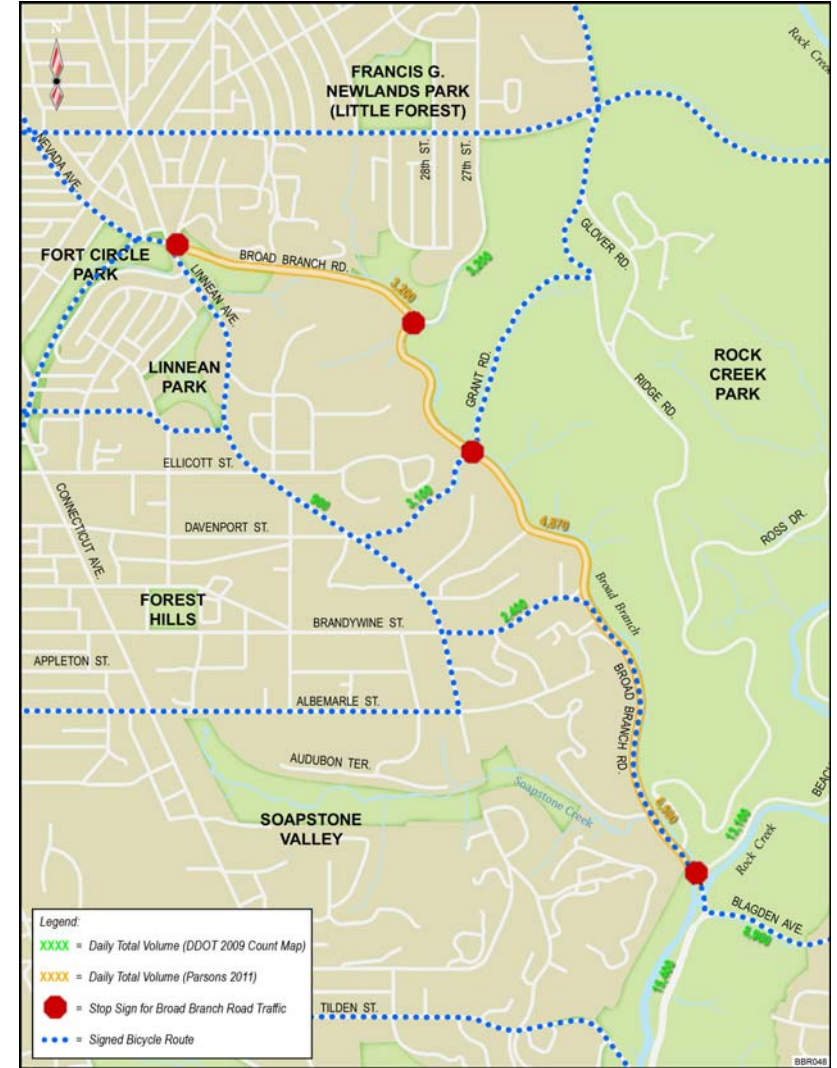 N
Rock Creek
FRANCIS G.
NEWLANDS PARK
(LITTLE FOREST)
28th ST.
27th ST.
NEVADA AVE.
FORT CIRCLE
PARK
BROAD BRANCH RD.
LINNEAN AVE.
3,200
3,200
GLOVER RD.
LINNEAN
PARK
GRANT RD.
ROCK
CREEK
PARK
RIDGE RD.
ELLICOTT ST.
CONNECTICUT AVE.
3,100
DAVENPORT ST.
4,870
ROSS DR.
Broad Branch
FOREST
HILLS
2,400
BRANDYWINE ST.
APPLETON ST.
BROAD BRANCH RD.
ALBEMARLE ST.
AUDUBON TER.
Soapstone Creek
BEACH
SOAPSTONE
VALLEY
13,100
Rock Creek
BLAGDEN AVE.
Legend:
XXXX = Daily Total Volume (DDOT 2009 Count Map)
XXXX = Daily Total Volume (Parsons 2011)
= Stop Sign for Broad Branch Road Traffic
= Signed Bicycle Route
TILDEN ST.
BBR048